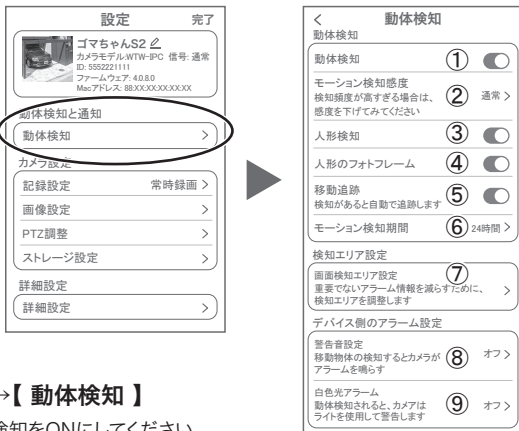 設定 完了
ゴマちゃんS2
カメラモデル:WTW-IPC 信号: 通常
ID: 5552221111
ファームウェア: 4.0.8.0
Macアドレス: 88:XX:XX:XX:XX:XX
動体検知と通知
動体検知 >
カメラ設定
記録設定 常時録画 >
画像設定 >
PTZ調整 >
ストレージ設定 >
詳細設定
詳細設定 >
→【 動体検知 】
検知をONにしてください
< 動体検知
動体検知
動体検知 ①
モーション検知感度
検知頻度が高すぎる場合は、 ② 通常 >
感度を下げてみてください
人形検知 ③
人形のフォトフレーム ④
移動追跡 ⑤
検知があると自動で追跡します
モーション検知期間 ⑥ 24時間 >
検知エリア設定
画面検知エリア設定 ⑦
重要でないアラーム情報を減らすために、 >
検知エリアを調整します
デバイス側のアラーム設定
警告音設定
移動物体の検知するとカメラが ⑧ オフ >
アラームを鳴らす
白色光アラーム
動体検知されると、カメアは ⑨ オフ >
ライトを使用して警告します